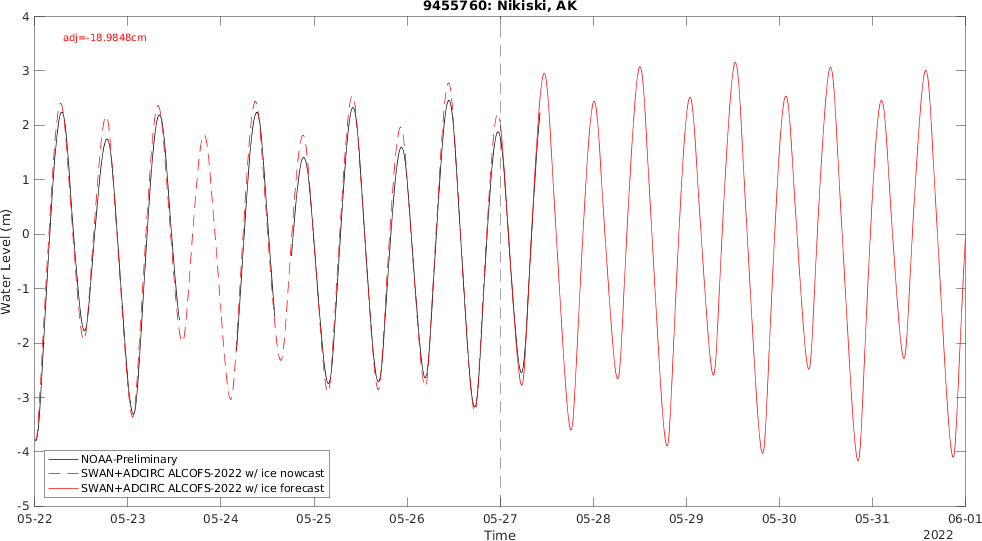 9455760: Nikiski, AK
adj=-18.9848cm
4
3
2
1
0
-1
-2
-3
-4
-5
Water Level (m)
NOAA-Preliminary
SWAN+ADCIRC ALCOFS-2022 w/ ice nowcast
SWAN+ADCIRC ALCOFS-2022 w/ ice forecast
05-22 05-23 05-24 05-25 05-26 05-27 05-28 05-29 05-30 05-31 06-01
Time
2022